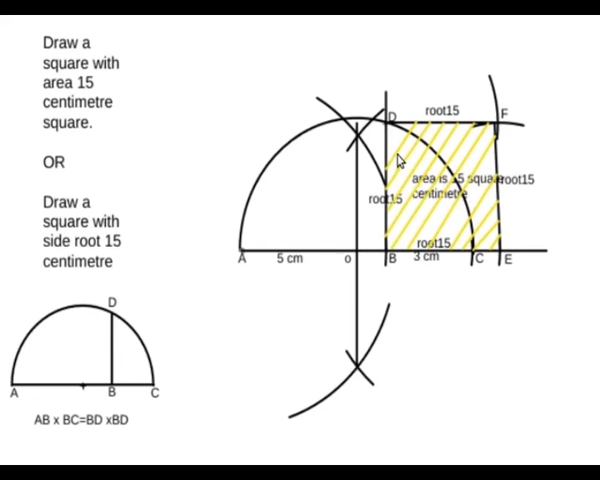 Draw a
square with
area 15
centimetre
square.
OR
Draw a
square with
side root 15
centimetre
D
A
B
C
AB x BC=BD xBD
root15
D
F
area is 15 square
root15
centimetre
root15
root15
A
5 cm
o
B
3 cm
C
E